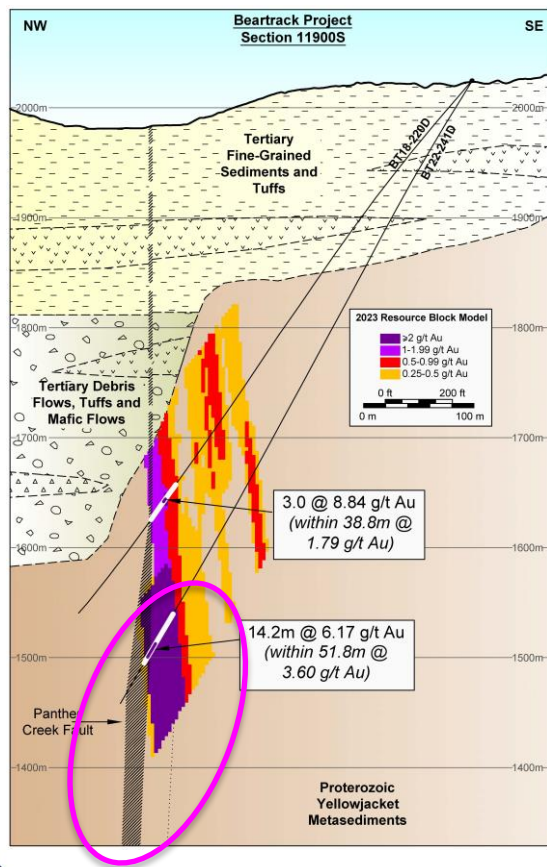 NW
Beartrack Project
Section 11900S
SE
2000m
2000m
BT18-220D
BT22-241D
Tertiary
Fine-Grained
Sediments and
Tuffs
1900m
1900m
2023 Resource Block Model
≥2 g/t Au
1-1.99 g/t Au
0.5-0.99 g/t Au
0.25-0.5 g/t Au
0 ft 200 ft
0 m 100 m
1800m
1800m
Tertiary Debris
Flows, Tuffs and
Mafic Flows
1700m
1700m
3.0 @ 8.84 g/t Au
(within 38.8m @
1.79 g/t Au)
1600m
1600m
14.2m @ 6.17 g/t Au
(within 51.8m @
3.60 g/t Au)
1500m
1500m
Panther
Creek Fault
1400m
1400m
Proterozoic
Yellowjacket
Metasediments